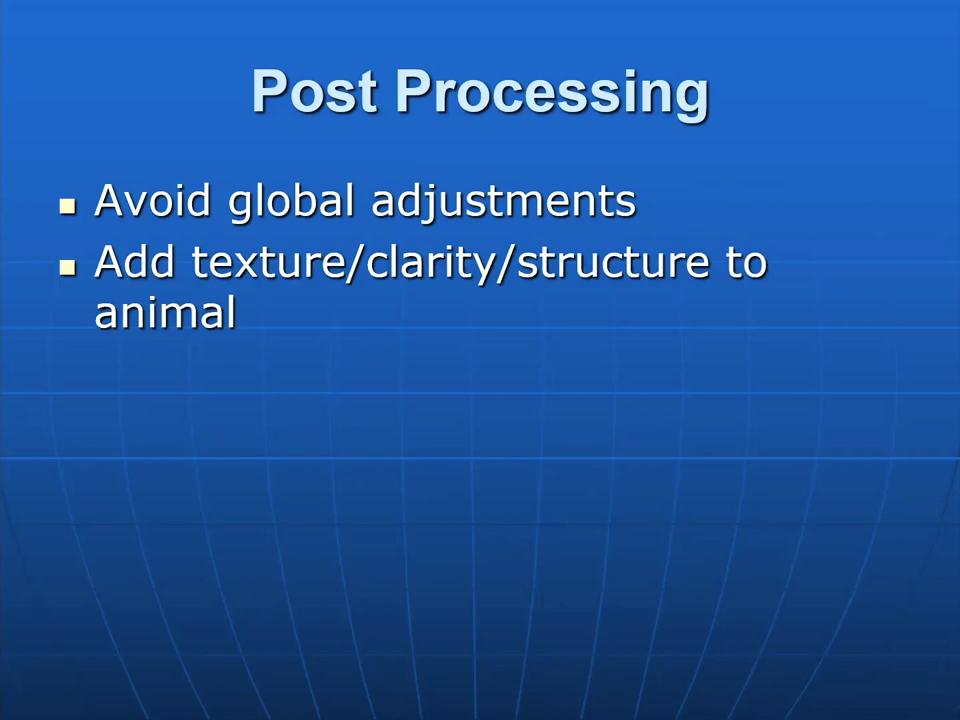 Post Processing
Avoid global adjustments
Add texture/clarity/structure to
animal